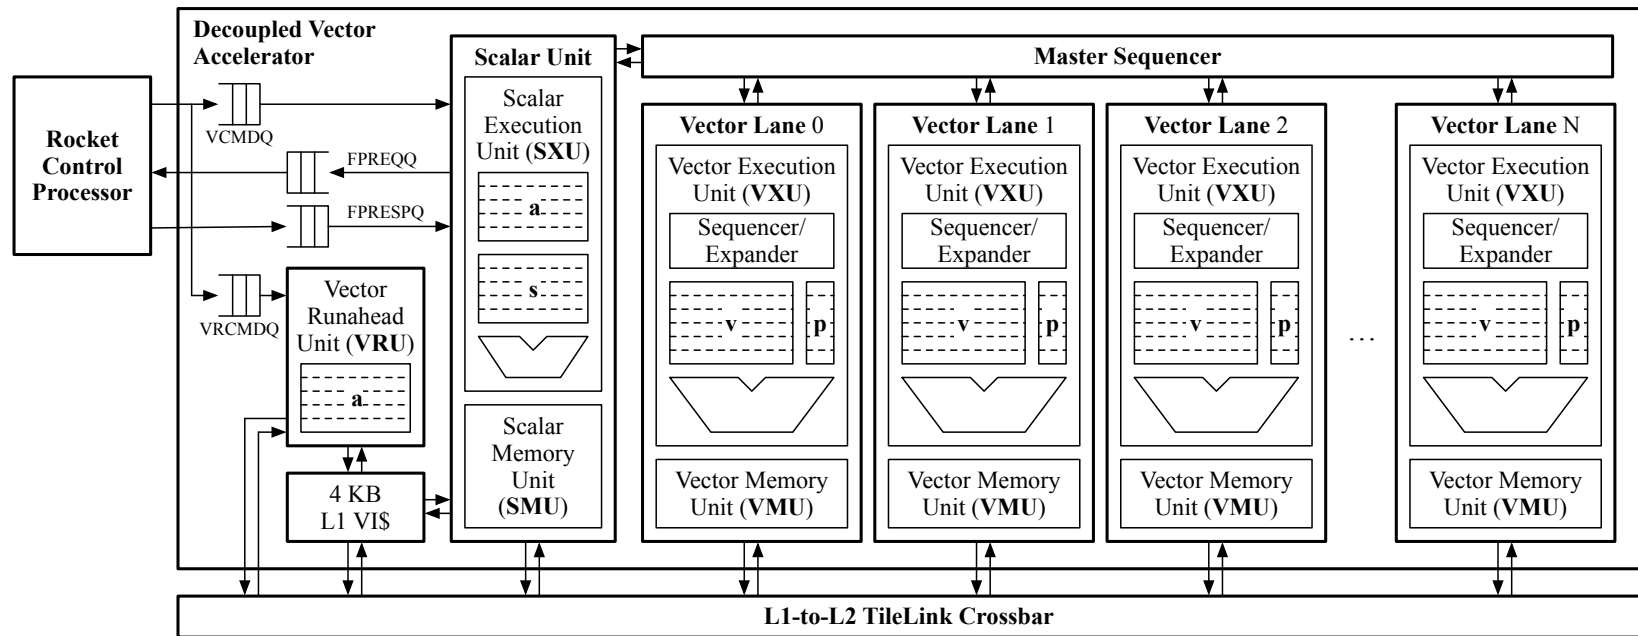 Decoupled Vector
Accelerator
Rocket
Control
Processor
VCMDQ
FPREQQ
FPRESPQ
VRCMDQ
Vector
Runahead
Unit (VRU)
a
4 KB
L1 VI$
Scalar Unit
Scalar
Execution
Unit (SXU)
a
s
Scalar
Memory
Unit
(SMU)
Master Sequencer
Vector Lane 0
Vector Execution
Unit (VXU)
Sequencer/
Expander
v p
Vector Memory
Unit (VMU)
Vector Lane 1
Vector Execution
Unit (VXU)
Sequencer/
Expander
v p
Vector Memory
Unit (VMU)
Vector Lane 2
Vector Execution
Unit (VXU)
Sequencer/
Expander
v p
Vector Memory
Unit (VMU)
...
Vector Lane N
Vector Execution
Unit (VXU)
Sequencer/
Expander
v p
Vector Memory
Unit (VMU)
L1-to-L2 TileLink Crossbar